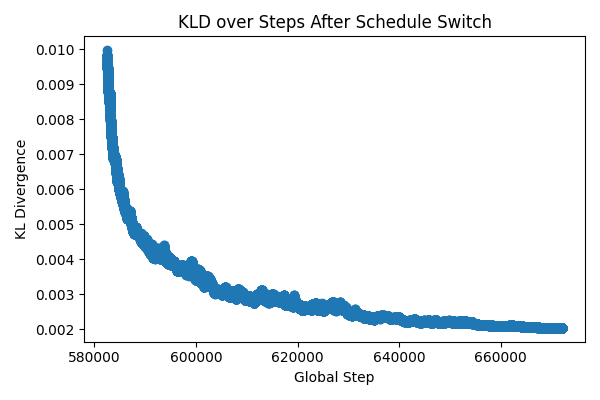 KLD over Steps After Schedule Switch
KL Divergence
0.010
0.009
0.008
0.007
0.006
0.005
0.004
0.003
0.002
580000 600000 620000 640000 660000
Global Step